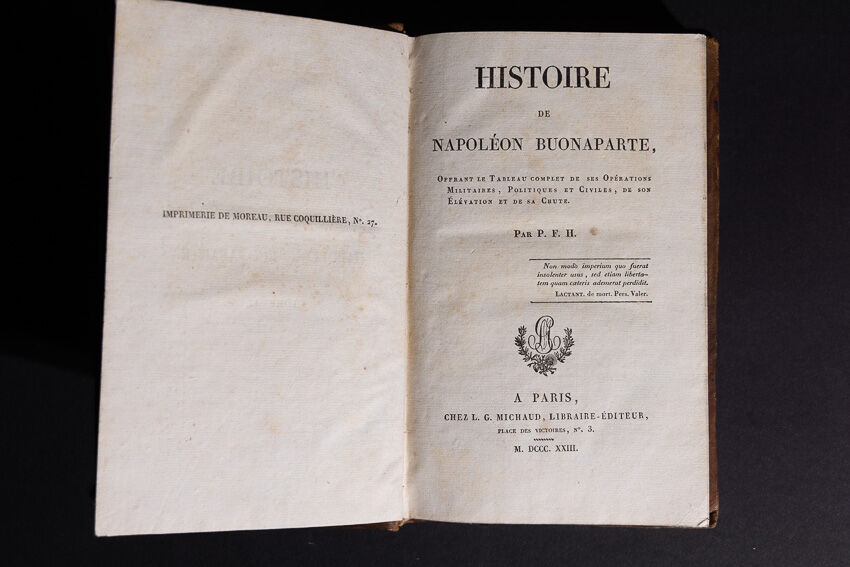 IMPRIMERIE DE MOREAU, RUE COQUILLIÈRE, Nº. 27.
HISTOIRE
DE
NAPOLÉON BUONAPARTE,
Offrant le Tableau complet de ses Opérations
Militaires, Politiques et Civiles, de son
Élévation et de sa Chute.
Par P. F. H.
Non modo imperium quo fuerat
insolenter usus, sed etiam liberta-
tem quam cæteris ademerat perdidit.
Lactant. de mort. Pers. Valer.
A PARIS,
CHEZ L. G. MICHAUD, LIBRAIRE-ÉDITEUR,
PLACE DES VICTOIRES, Nº. 3.
M. DCCC. XXIII.